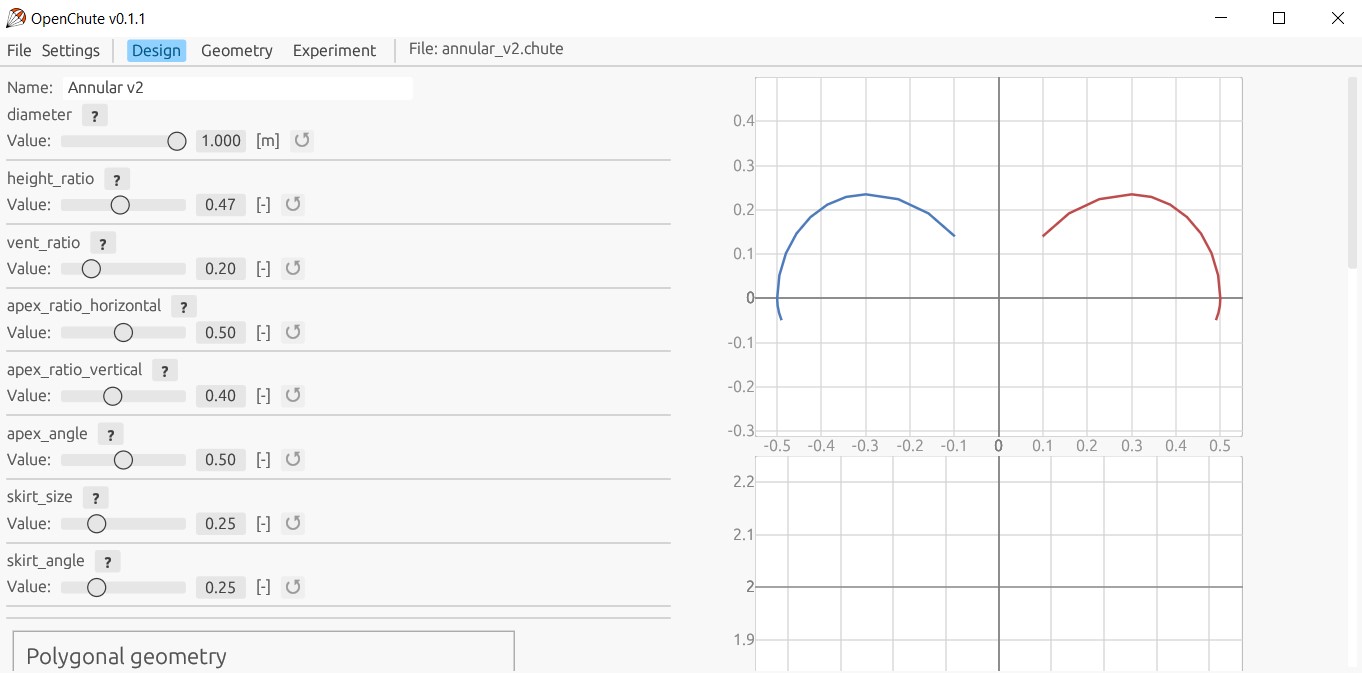 OpenChute v0.1.1
File Settings Design Geometry Experiment File: annular_v2.chute
Name: Annular v2
diameter ?
Value: 1.000 [m]
height_ratio ?
Value: 0.47 [-]
vent_ratio ?
Value: 0.20 [-]
apex_ratio_horizontal ?
Value: 0.50 [-]
apex_ratio_vertical ?
Value: 0.40 [-]
apex_angle ?
Value: 0.50 [-]
skirt_size ?
Value: 0.25 [-]
skirt_angle ?
Value: 0.25 [-]
Polygonal geometry
0.4
0.3
0.2
0.1
0
-0.1
-0.2
-0.3
-0.5 -0.4 -0.3 -0.2 -0.1 0 0.1 0.2 0.3 0.4 0.5
2.2
2.1
2
1.9